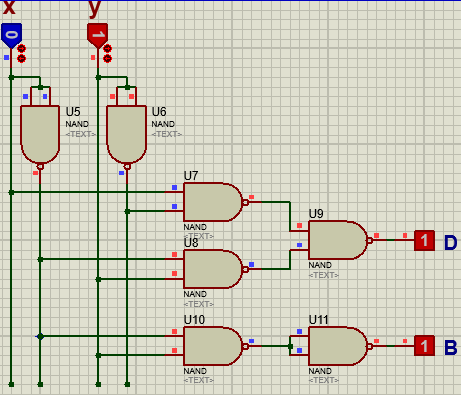 x y
0 1
U5
NAND
<TEXT>
U6
NAND
<TEXT>
U7
NAND
<TEXT>
U8
NAND
<TEXT>
U9
NAND
<TEXT>
1 D
U10
NAND
<TEXT>
U11
NAND
<TEXT>
1 B